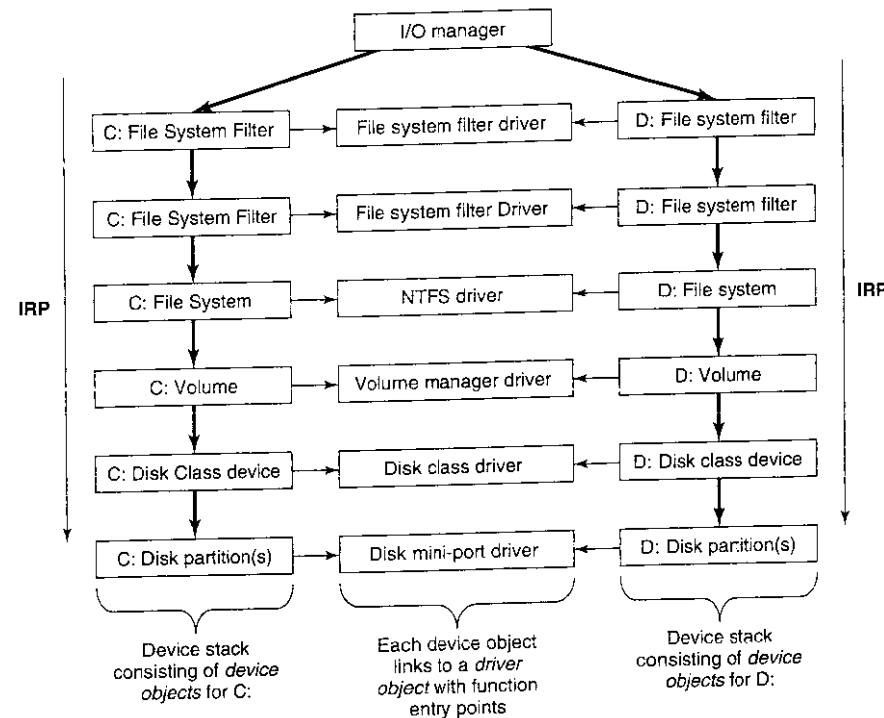 I/O manager
C: File System Filter
File system filter driver
D: File system filter
C: File System Filter
File system filter Driver
D: File system filter
IRP
C: File System
NTFS driver
D: File system
IRP
C: Volume
Volume manager driver
D: Volume
C: Disk Class device
Disk class driver
D: Disk class device
C: Disk partition(s)
Disk mini-port driver
D: Disk partition(s)
Device stack
consisting of device
objects for C:
Each device object
links to a driver
object with function
entry points
Device stack
consisting of device
objects for D: